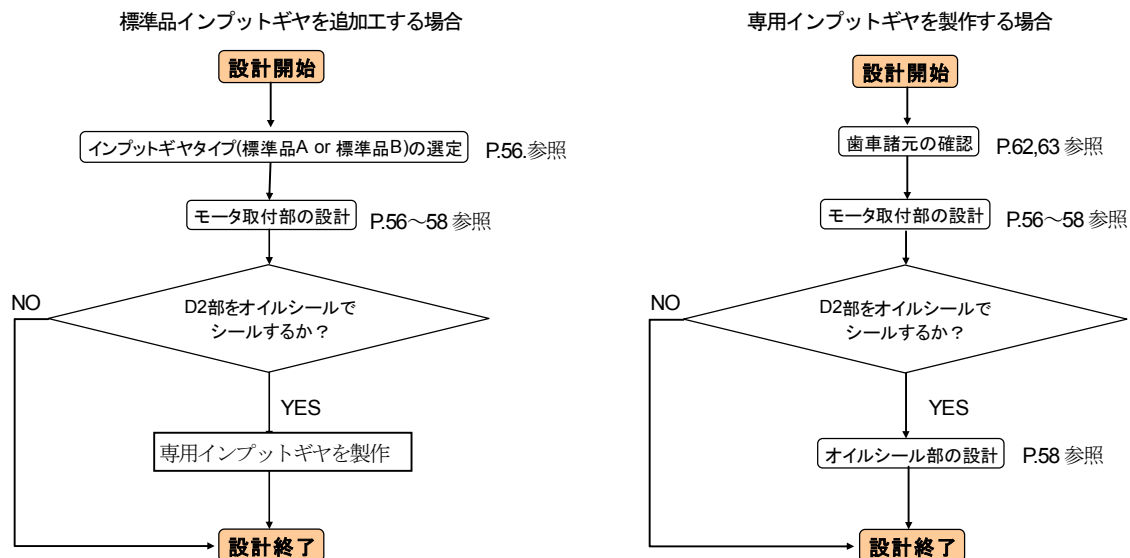 標準品インプットギヤを追加工する場合
設計開始
インプットギヤタイプ(標準品A or 標準品B)の選定
P.56.参照
モータ取付部の設計
P.56～58 参照
D2部をオイルシールで
シールするか？
NO
YES
専用インプットギヤを製作
設計終了
専用インプットギヤを製作する場合
設計開始
歯車諸元の確認
P.62,63 参照
モータ取付部の設計
P.56～58 参照
D2部をオイルシールで
シールするか？
NO
YES
オイルシール部の設計
P.58 参照
設計終了